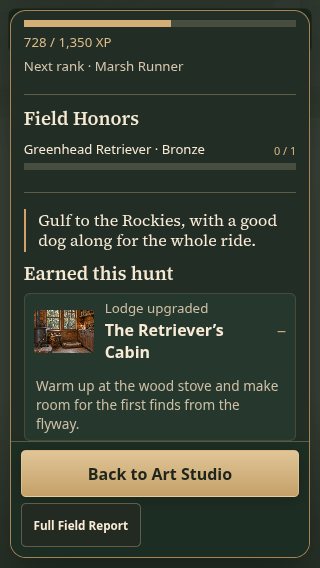 728 / 1,350 XP
Next rank · Marsh Runner
Field Honors
Greenhead Retriever · Bronze
0 / 1
Gulf to the Rockies, with a good
dog along for the whole ride.
Earned this hunt
Lodge upgraded
The Retriever’s
Cabin
–
Warm up at the wood stove and make
room for the first finds from the
flyway.
Back to Art Studio
Full Field Report